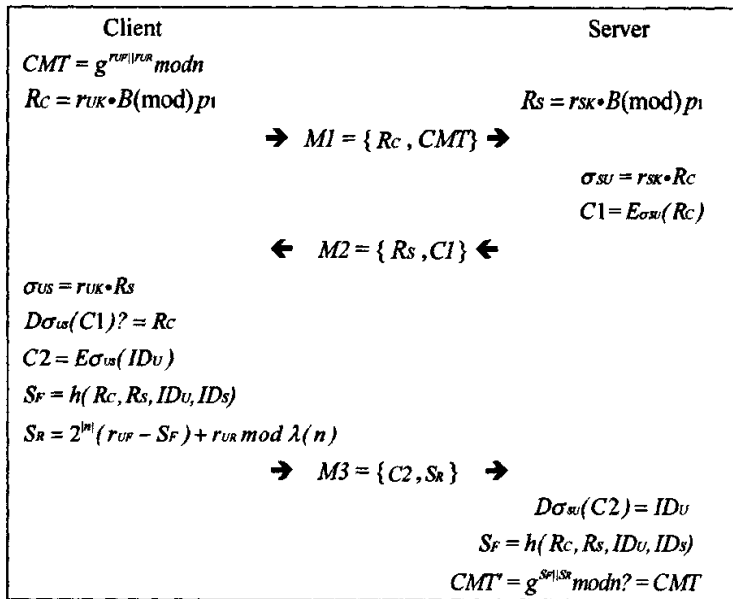 Client Server
CMT = g^{rUF||rUR} modn
RC = rUK•B(mod)p1 RS = rSK•B(mod)p1
➔ M1 = { RC , CMT} ➔
σSU = rSK•RC
C1 = Eσsu(RC)
← M2 = { RS ,C1} ←
σUS = rUK•RS
Dσus(C1)? = RC
C2 = Eσus(IDU)
SF = h( RC, RS, IDU, IDS)
SR = 2^{|n|}( rUF – SF) + rUR mod λ(n)
➔ M3 = { C2 , SR } ➔
Dσsu(C2) = IDU
SF = h( RC, RS, IDU, IDS)
CMT' = g^{SF||SR} modn? = CMT